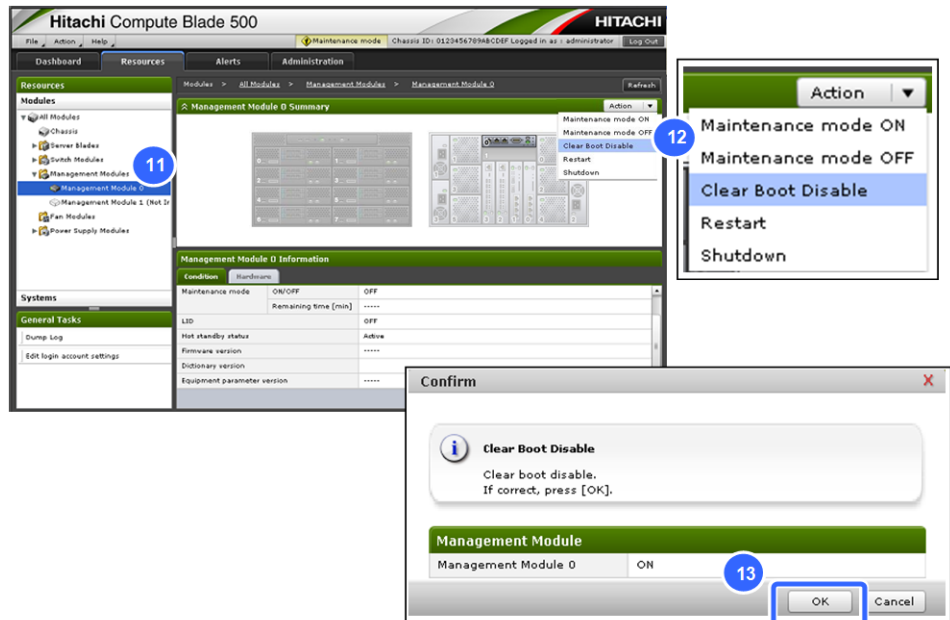 Hitachi Compute Blade 500
HITACHI
File Action Help
Maintenance mode Chassis ID: 0123456789ABCDEF Logged in as : administrator Log Out
Dashboard Resources Alerts Administration
Resources
Modules > All Modules > Management Modules > Management Module 0 Refresh
Modules
Management Module 0 Summary
Action
All Modules
Chassis
Server Blades
Switch Modules
Management Modules
Management Module 0
Management Module 1 (Not In
Fan Modules
Power Supply Modules
11
Maintenance mode ON
Maintenance mode OFF
Clear Boot Disable
Restart
Shutdown
12
Action
Maintenance mode ON
Maintenance mode OFF
Clear Boot Disable
Restart
Shutdown
Management Module 0 Information
Condition Hardware
Maintenance mode ON/OFF OFF
Remaining time [min] -----
LID OFF
Hot standby status Active
Firmware version -----
Dictionary version
Equipment parameter version -----
Systems
General Tasks
Dump Log
Edit login account settings
Confirm X
Clear Boot Disable
Clear boot disable.
If correct, press [OK].
Management Module
Management Module 0 ON
13
OK Cancel